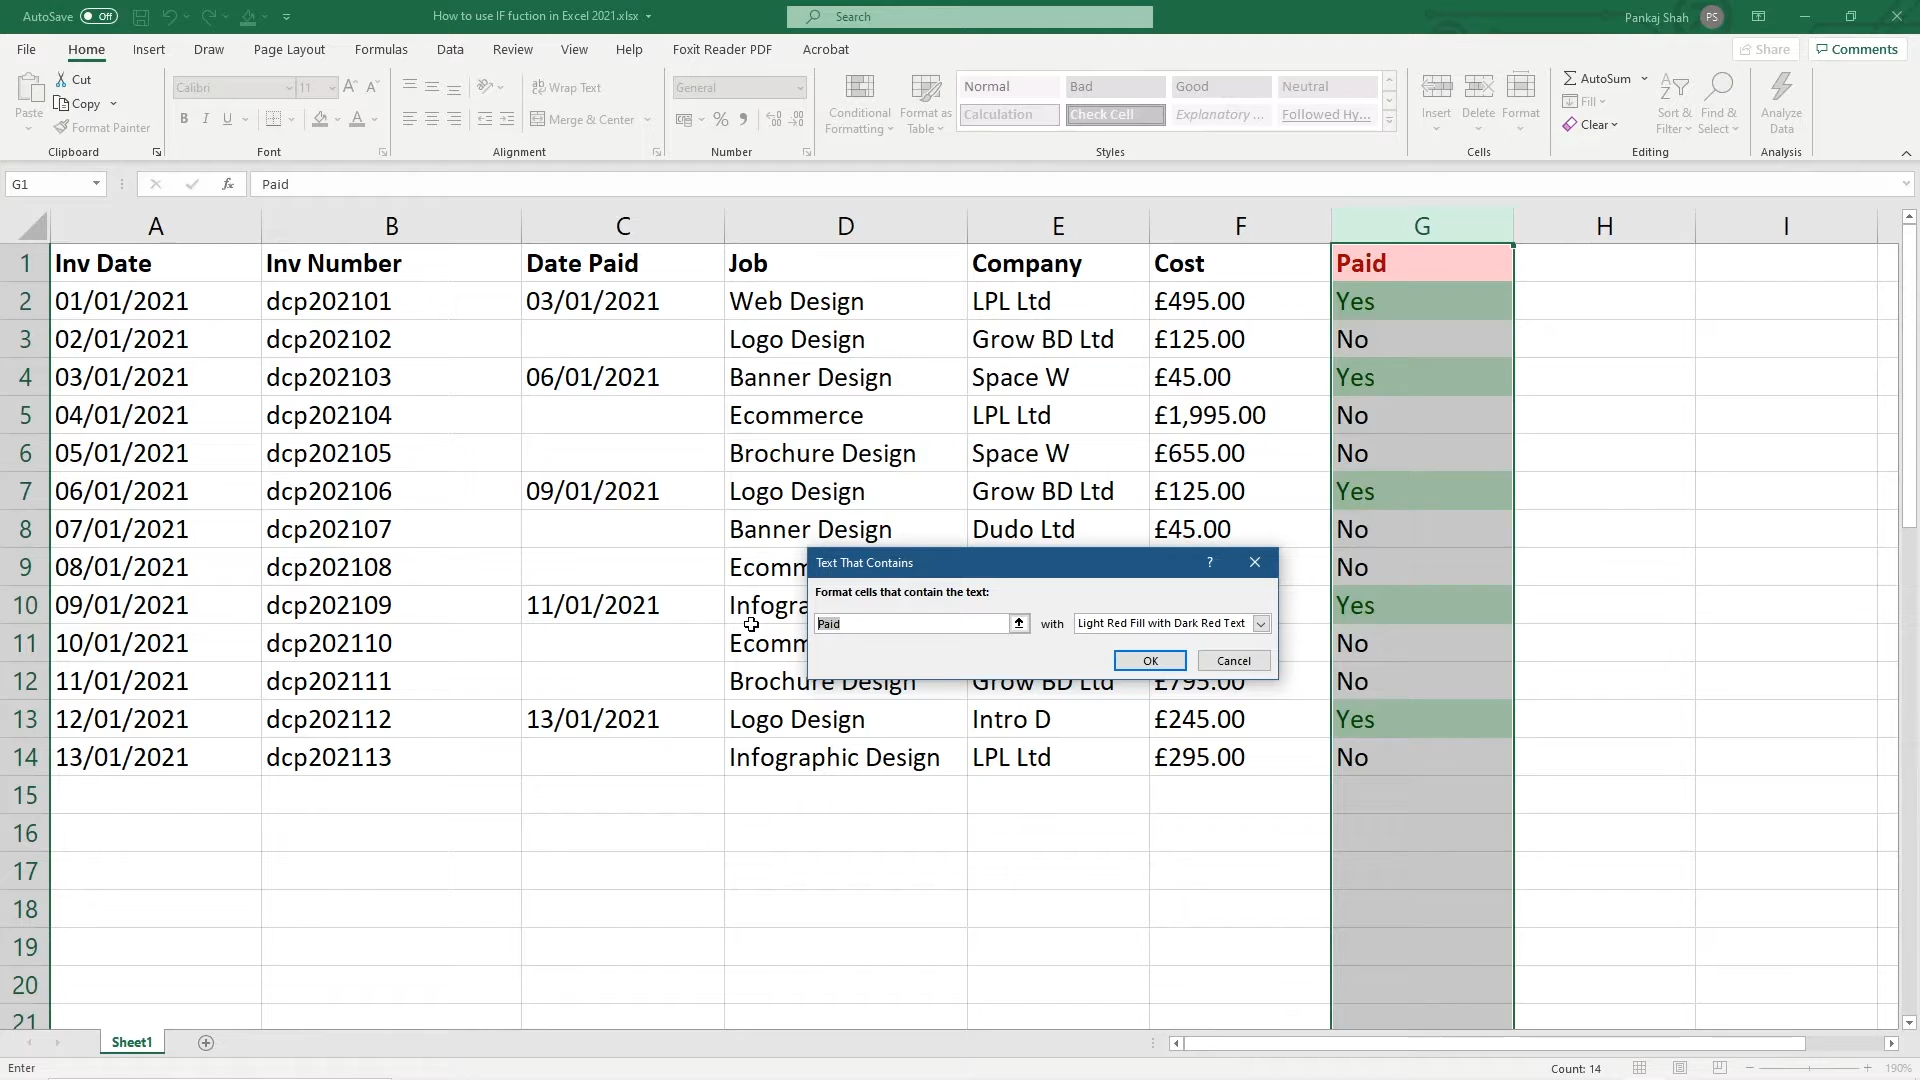 AutoSave Off How to use IF fuction in Excel 2021.xlsx Search Pankaj Shah PS
File Home Insert Draw Page Layout Formulas Data Review View Help Foxit Reader PDF Acrobat Share Comments
Paste Cut
Copy
Format Painter
Calibri 11
B I U A
Wrap Text
Merge & Center
General
Conditional Formatting
Format as Table
Normal Bad Good Neutral
Calculation Check Cell Explanatory ... Followed Hy...
Insert Delete Format
AutoSum
Fill
Clear
Sort & Filter
Find & Select
Analyze Data
Clipboard Font Alignment Number Styles Cells Editing Analysis
G1 fx Paid
A B C D E F G H I
1 Inv Date Inv Number Date Paid Job Company Cost Paid
2 01/01/2021 dcp202101 03/01/2021 Web Design LPL Ltd £495.00 Yes
3 02/01/2021 dcp202102 Logo Design Grow BD Ltd £125.00 No
4 03/01/2021 dcp202103 06/01/2021 Banner Design Space W £45.00 Yes
5 04/01/2021 dcp202104 Ecommerce LPL Ltd £1,995.00 No
6 05/01/2021 dcp202105 Brochure Design Space W £655.00 No
7 06/01/2021 dcp202106 09/01/2021 Logo Design Grow BD Ltd £125.00 Yes
8 07/01/2021 dcp202107 Banner Design Dudo Ltd £45.00 No
9 08/01/2021 dcp202108 Ecomm No
10 09/01/2021 dcp202109 11/01/2021 Infogra Yes
11 10/01/2021 dcp202110 Ecomm No
12 11/01/2021 dcp202111 Brochure Design Grow BD Ltd £795.00 No
13 12/01/2021 dcp202112 13/01/2021 Logo Design Intro D £245.00 Yes
14 13/01/2021 dcp202113 Infographic Design LPL Ltd £295.00 No
15
16
17
18
19
20
21
Text That Contains ?
Format cells that contain the text:
Paid with Light Red Fill with Dark Red Text
OK Cancel
Sheet1
Enter Count: 14 190%